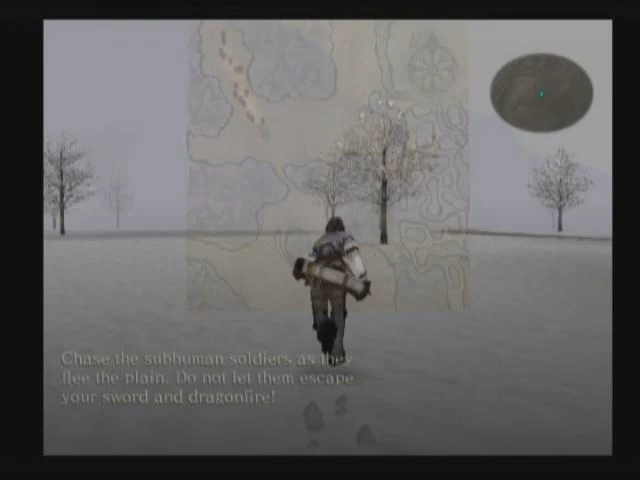 Chase the subhuman soldiers as they
flee the plain. Do not let them escape
your sword and dragonfire!